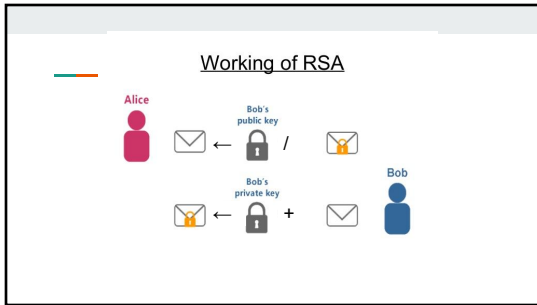 Working of RSA
Alice
Bob's
public key
← /
Bob
Bob's
private key
← +